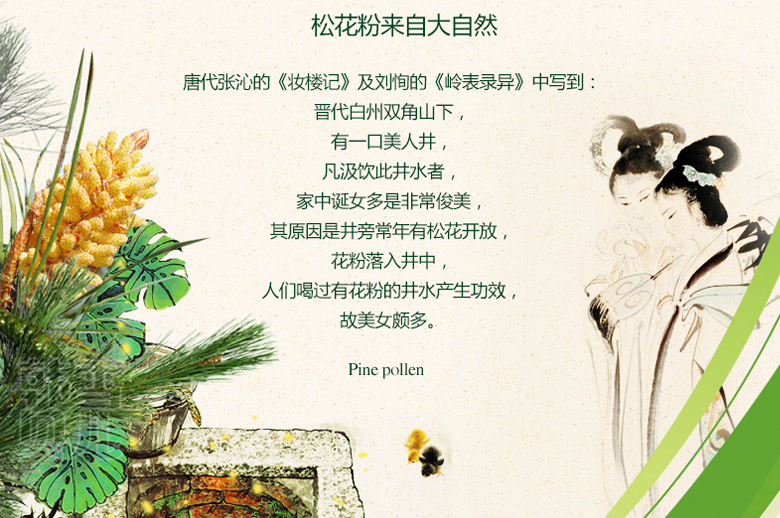 松花粉来自大自然
唐代张沁的《妆楼记》及刘恂的《岭表录异》中写到：
晋代白州双角山下，
有一口美人井，
凡汲饮此井水者，
家中诞女多是非常俊美，
其原因是井旁常年有松花开放，
花粉落入井中，
人们喝过有花粉的井水产生功效，
故美女颇多。
Pine pollen